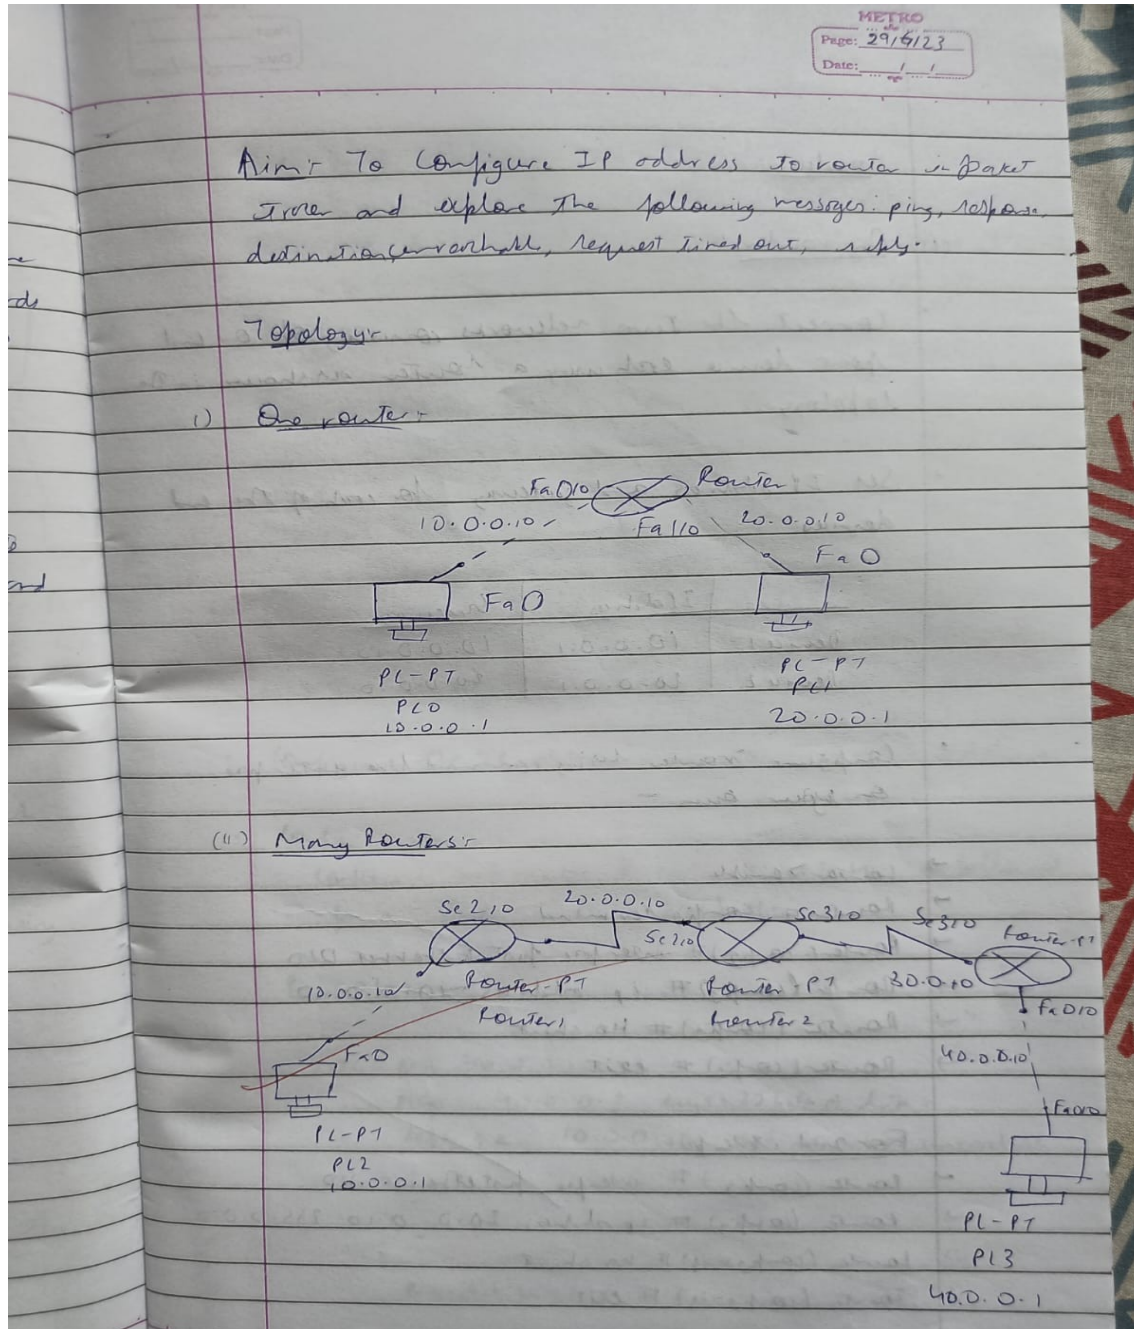 METRO
Page: 29/6/23
Date: / /
Aim:- To Configure IP address to router in paket
Tracer and explore the following messages: ping, response,
destination unreachable, request timed out, reply.
Topology:-
i) One router:-
Fa0/0 Router
10.0.0.10 Fa1/0 20.0.0.10
Fa0
Fa0
PC-PT PC-PT
PC0 PC1
10.0.0.1 20.0.0.1
(ii) Many Routers:-
Se2/0 20.0.0.10 Se3/0 Se3/0 Router-PT
Se2/0
10.0.0.10 Router-PT Router-PT 30.0.0.10
Router1 Router2 Fa0/0
Fa0 40.0.0.10
Fa0/0
PC-PT
PC2
10.0.0.1
PC-PT
PC3
40.0.0.1